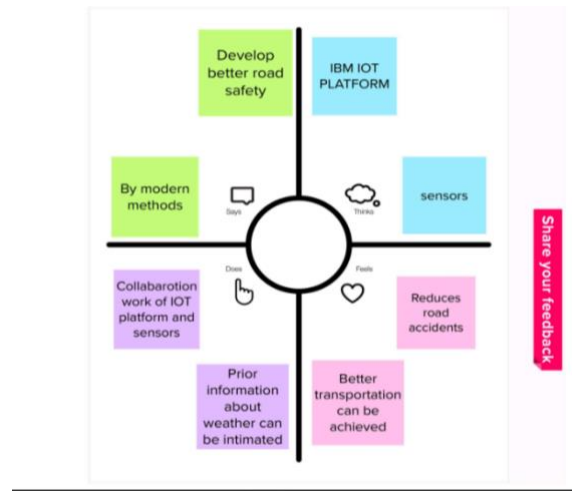 Develop
better road
safety
IBM IOT
PLATFORM
By modern
methods
Says
Thinks
sensors
Does
Feels
Collabarotion
work of IOT
platform and
sensors
Reduces
road
accidents
Prior
information
about
weather can
be intimated
Better
transportation
can be
achieved
Share your feedback